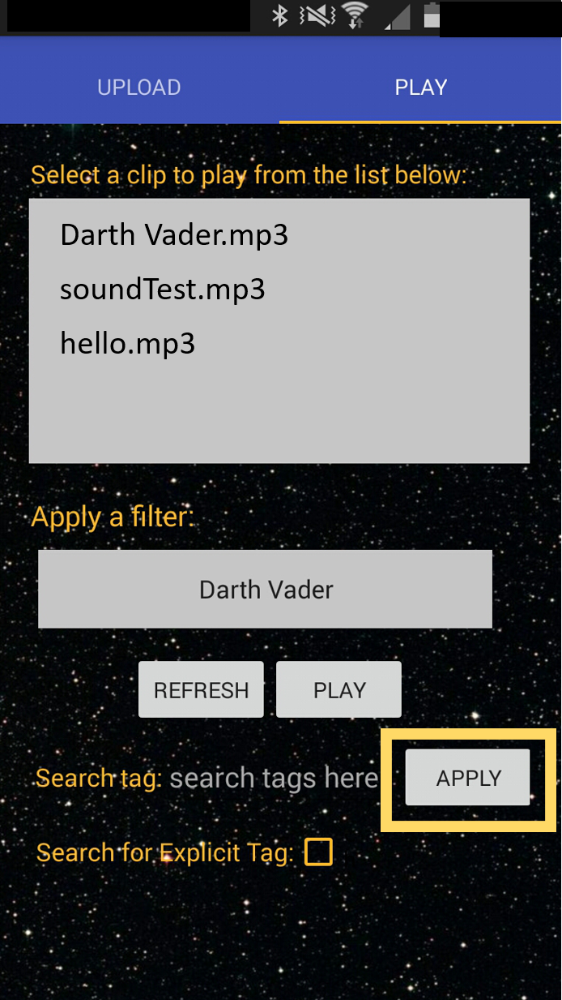 UPLOAD PLAY
Select a clip to play from the list below:
Darth Vader.mp3
soundTest.mp3
hello.mp3
Apply a filter:
Darth Vader
REFRESH PLAY
Search tag: search tags here APPLY
Search for Explicit Tag: